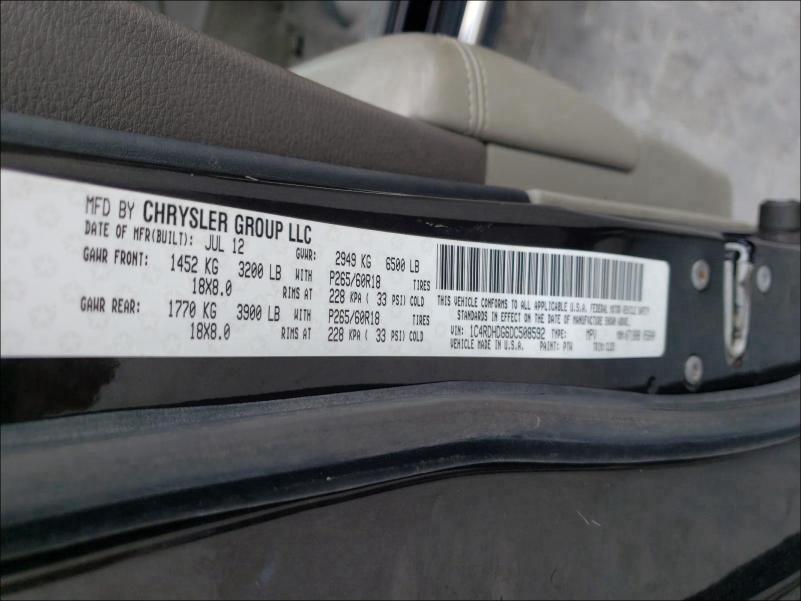 MFD BY CHRYSLER GROUP LLC
DATE OF MFR(BUILT): JUL 12 GVWR: 2949 KG 6500 LB
GAWR FRONT: 1452 KG 3200 LB WITH P265/60R18 TIRES
18X8.0 RIMS AT 228 KPA ( 33 PSI) COLD
GAWR REAR: 1770 KG 3900 LB WITH P265/60R18 TIRES
18X8.0 RIMS AT 228 KPA ( 33 PSI) COLD
THIS VEHICLE CONFORMS TO ALL APPLICABLE U.S.A. FEDERAL MOTOR VEHICLE SAFETY
STANDARDS IN EFFECT ON THE DATE OF MANUFACTURE SHOWN ABOVE.
VIN: 1C4RDHDG6DC508592 TYPE: MPV
VEHICLE MADE IN U.S.A. PAINT: PTW TRIM: